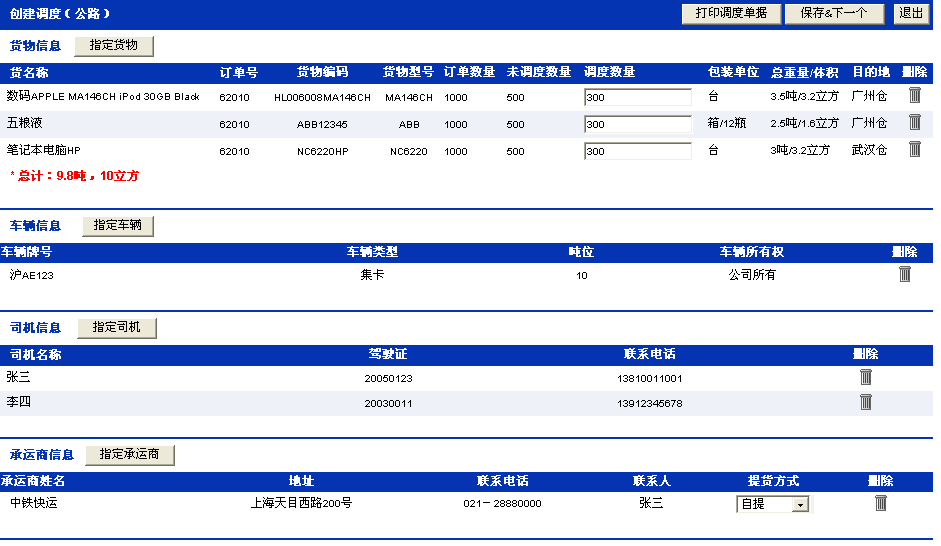 创建调度（公路） 打印调度单据 保存&下一个 退出
货物信息 指定货物
货名称 订单号 货物编码 货物型号 订单数量 未调度数量 调度数量 包装单位 总重量/体积 目的地 删除
数码APPLE MA146CH iPod 30GB Black 62010 HL006008MA146CH MA146CH 1000 500 300 台 3.5吨/3.2立方 广州仓
五粮液 62010 ABB12345 ABB 1000 500 300 箱/12瓶 2.5吨/1.6立方 广州仓
笔记本电脑HP 62010 NC6220HP NC6220 1000 500 300 台 3吨/3.2立方 武汉仓
* 总计：9.8吨，10立方
车辆信息 指定车辆
车辆牌号 车辆类型 吨位 车辆所有权 删除
沪AE123 集卡 10 公司所有
司机信息 指定司机
司机名称 驾驶证 联系电话 删除
张三 20050123 13810011001
李四 20030011 13912345678
承运商信息 指定承运商
承运商姓名 地址 联系电话 联系人 提货方式 删除
中铁快运 上海天目西路200号 021－28880000 张三 自提